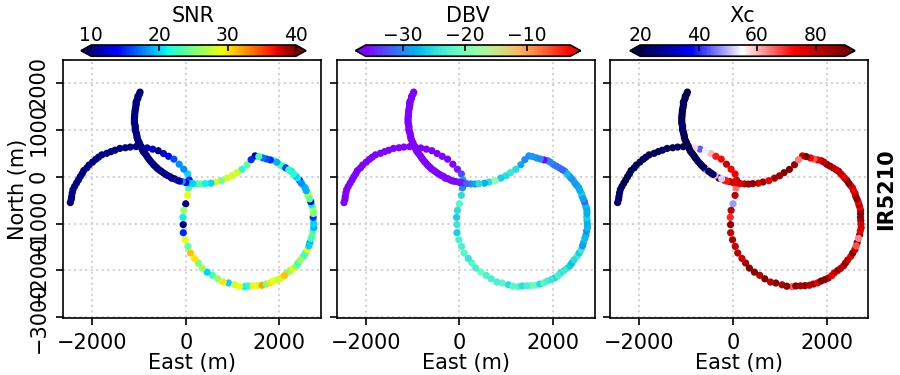 SNR DBV Xc
10 20 30 40 −30 −20 −10 20 40 60 80
2000
1000
0
−1000
−2000
−3000
North (m)
IR5210
−2000 0 2000 −2000 0 2000 −2000 0 2000
East (m) East (m) East (m)